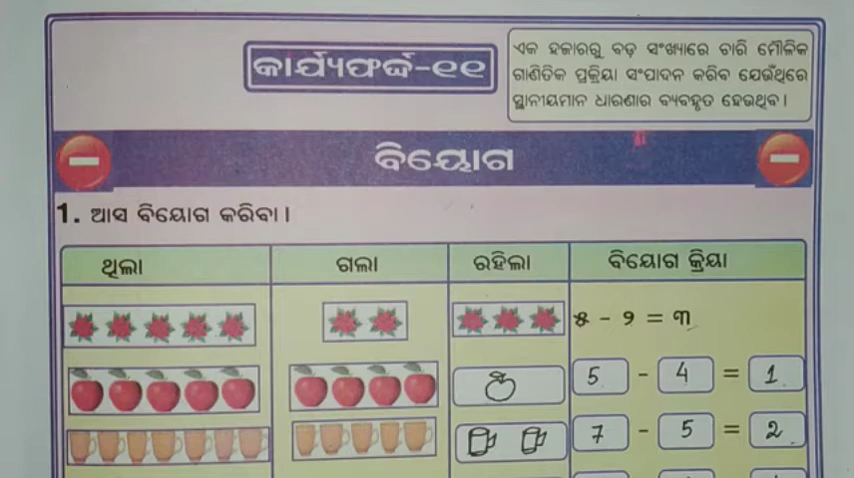 କାର୍ଯ୍ୟଫର୍ଦ୍ଦ-୧୧
ଏକ ହଜାରରୁ ବଡ଼ ସଂଖ୍ୟାରେ ଚାରି ମୌଳିକ
ଗାଣିତିକ ପ୍ରକ୍ରିୟା ସଂପାଦନ କରିବ ଯେଉଁଥିରେ
ସ୍ଥାନୀୟମାନ ଧାରଣାର ବ୍ୟବହୃତ ହେଉଥିବ।
ବିୟୋଗ
1. ଆସ ବିୟୋଗ କରିବା।
ଥିଲା ଗଲା ରହିଲା ବିୟୋଗ କ୍ରିୟା
୫ - ୨ = ୩
5 - 4 = 1
7 - 5 = 2